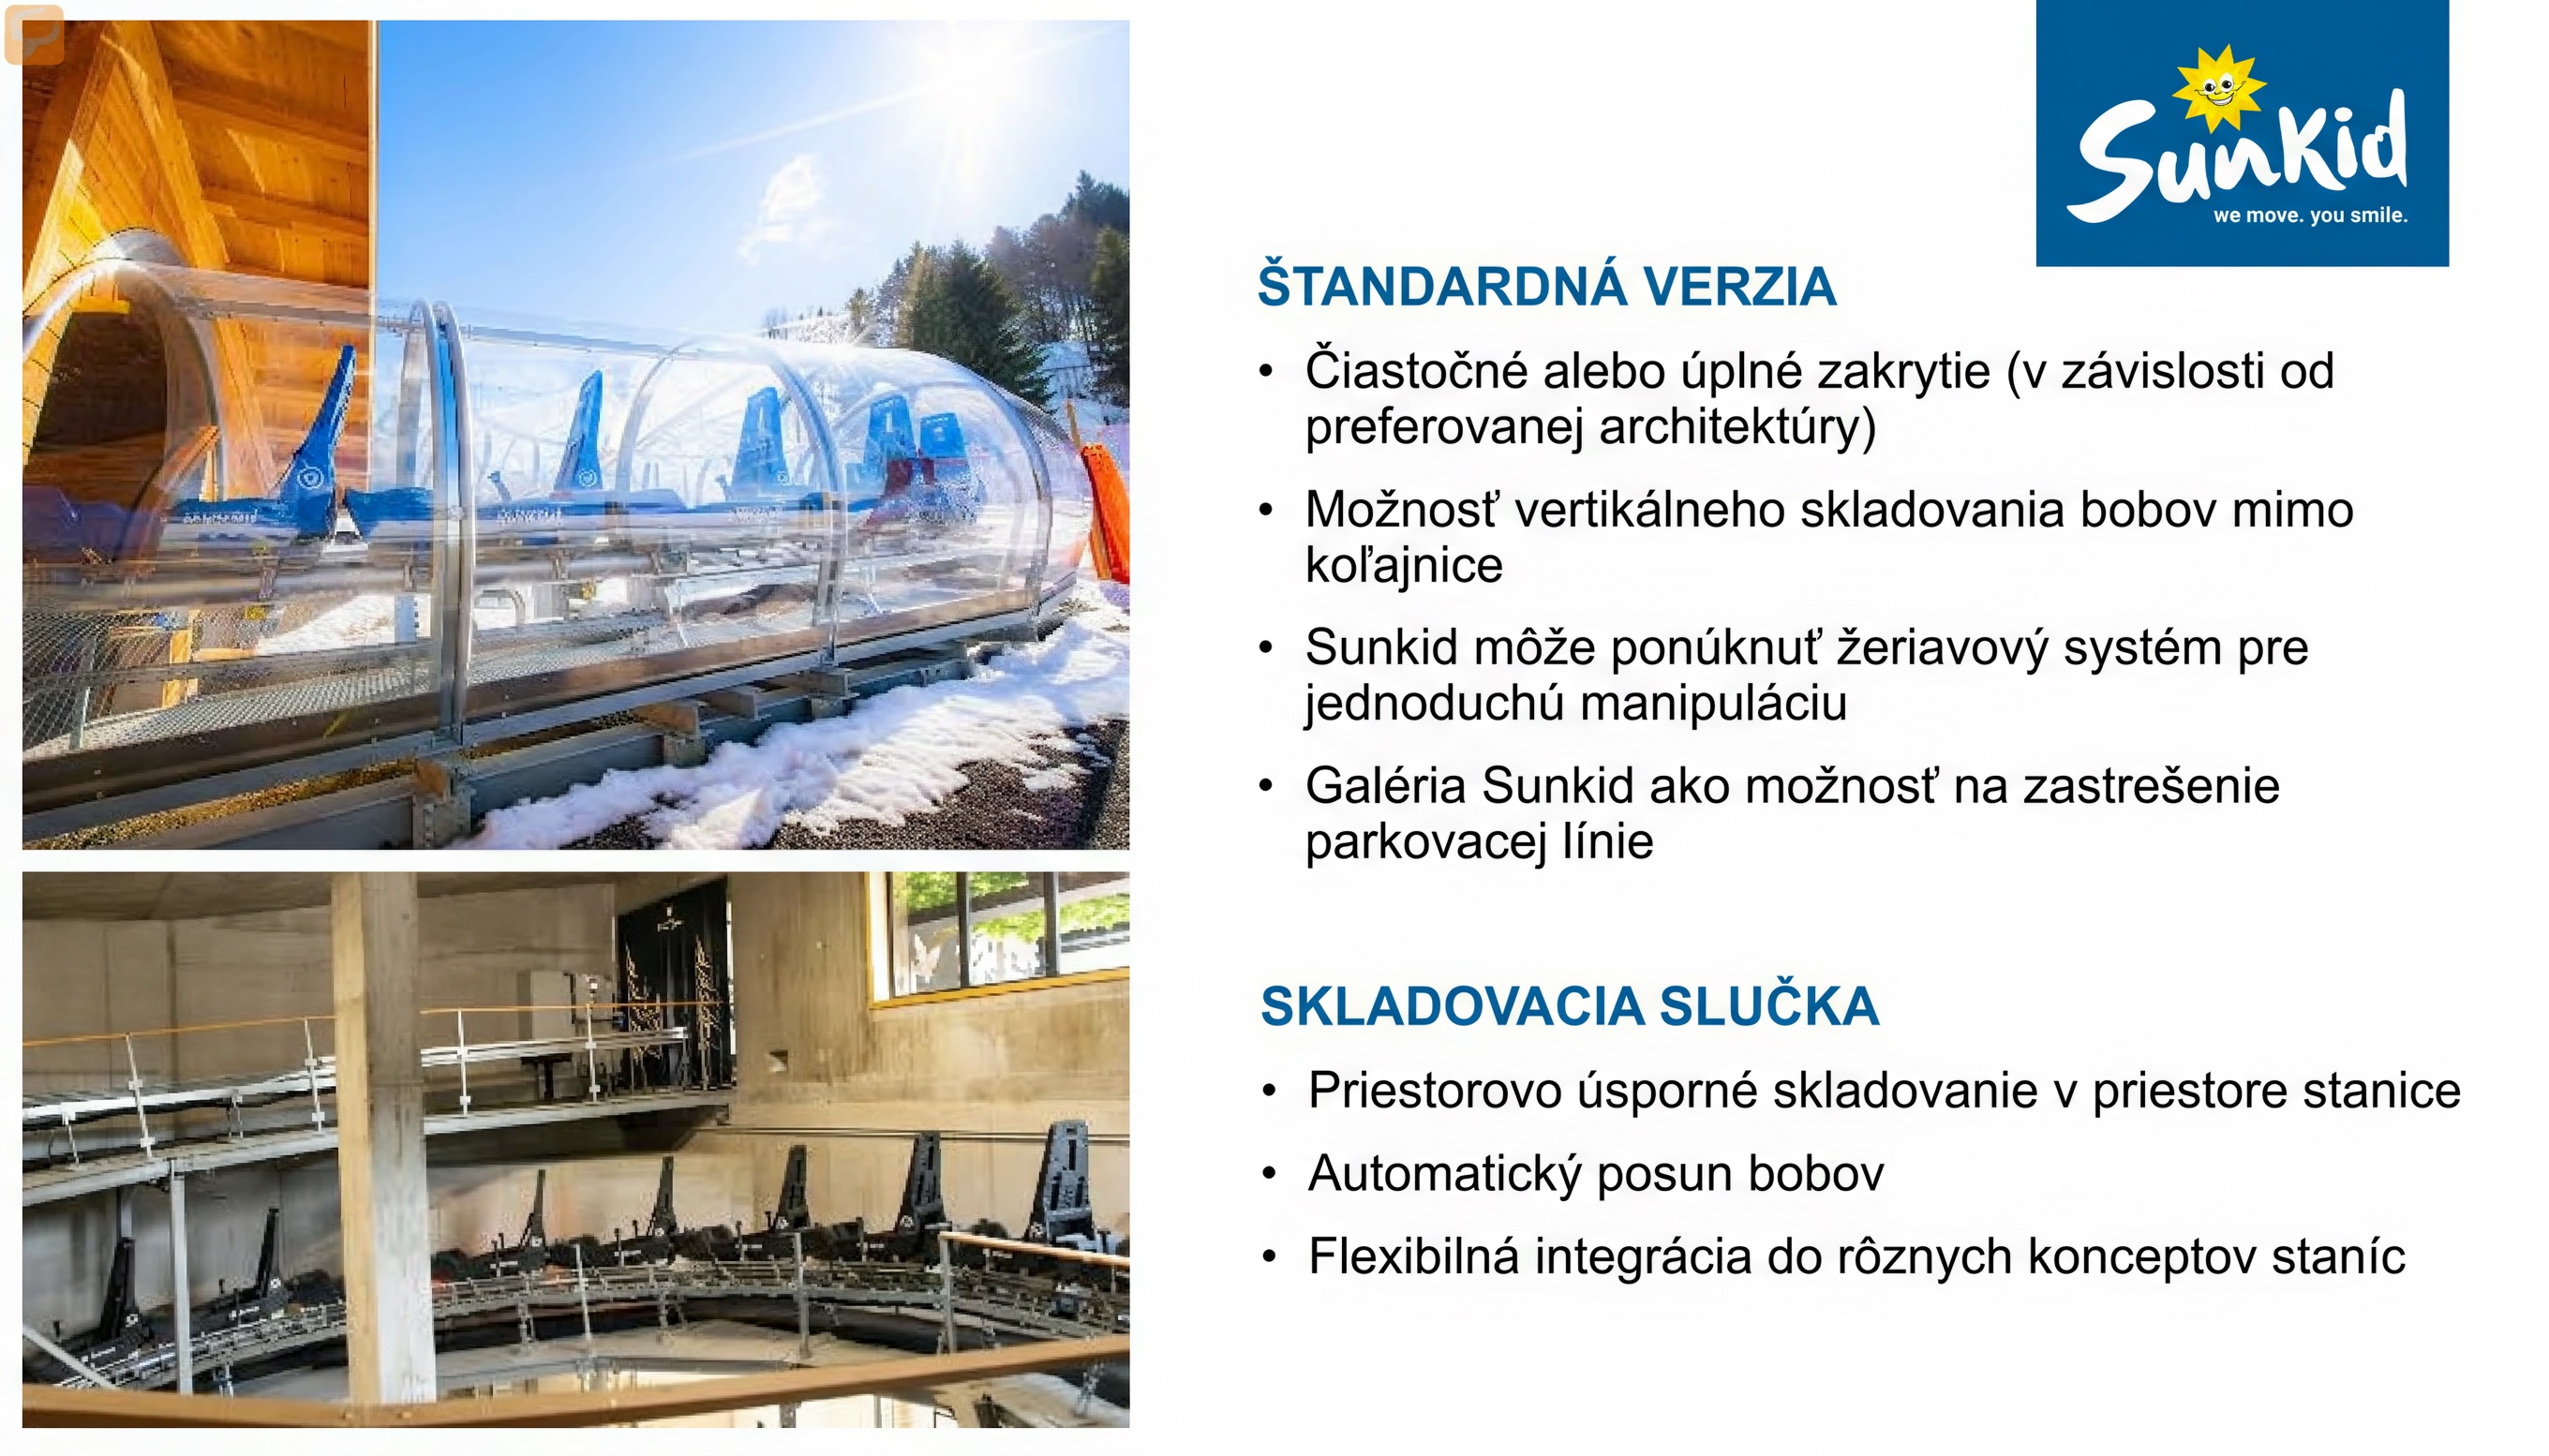 Sunkid
we move. you smile.
ŠTANDARDNÁ VERZIA
• Čiastočné alebo úplné zakrytie (v závislosti od
preferovanej architektúry)
• Možnosť vertikálneho skladovania bobov mimo
koľajnice
• Sunkid môže ponúknuť žeriavový systém pre
jednoduchú manipuláciu
• Galéria Sunkid ako možnosť na zastrešenie
parkovacej línie
SKLADOVACIA SLUČKA
• Priestorovo úsporné skladovanie v priestore stanice
• Automatický posun bobov
• Flexibilná integrácia do rôznych konceptov staníc